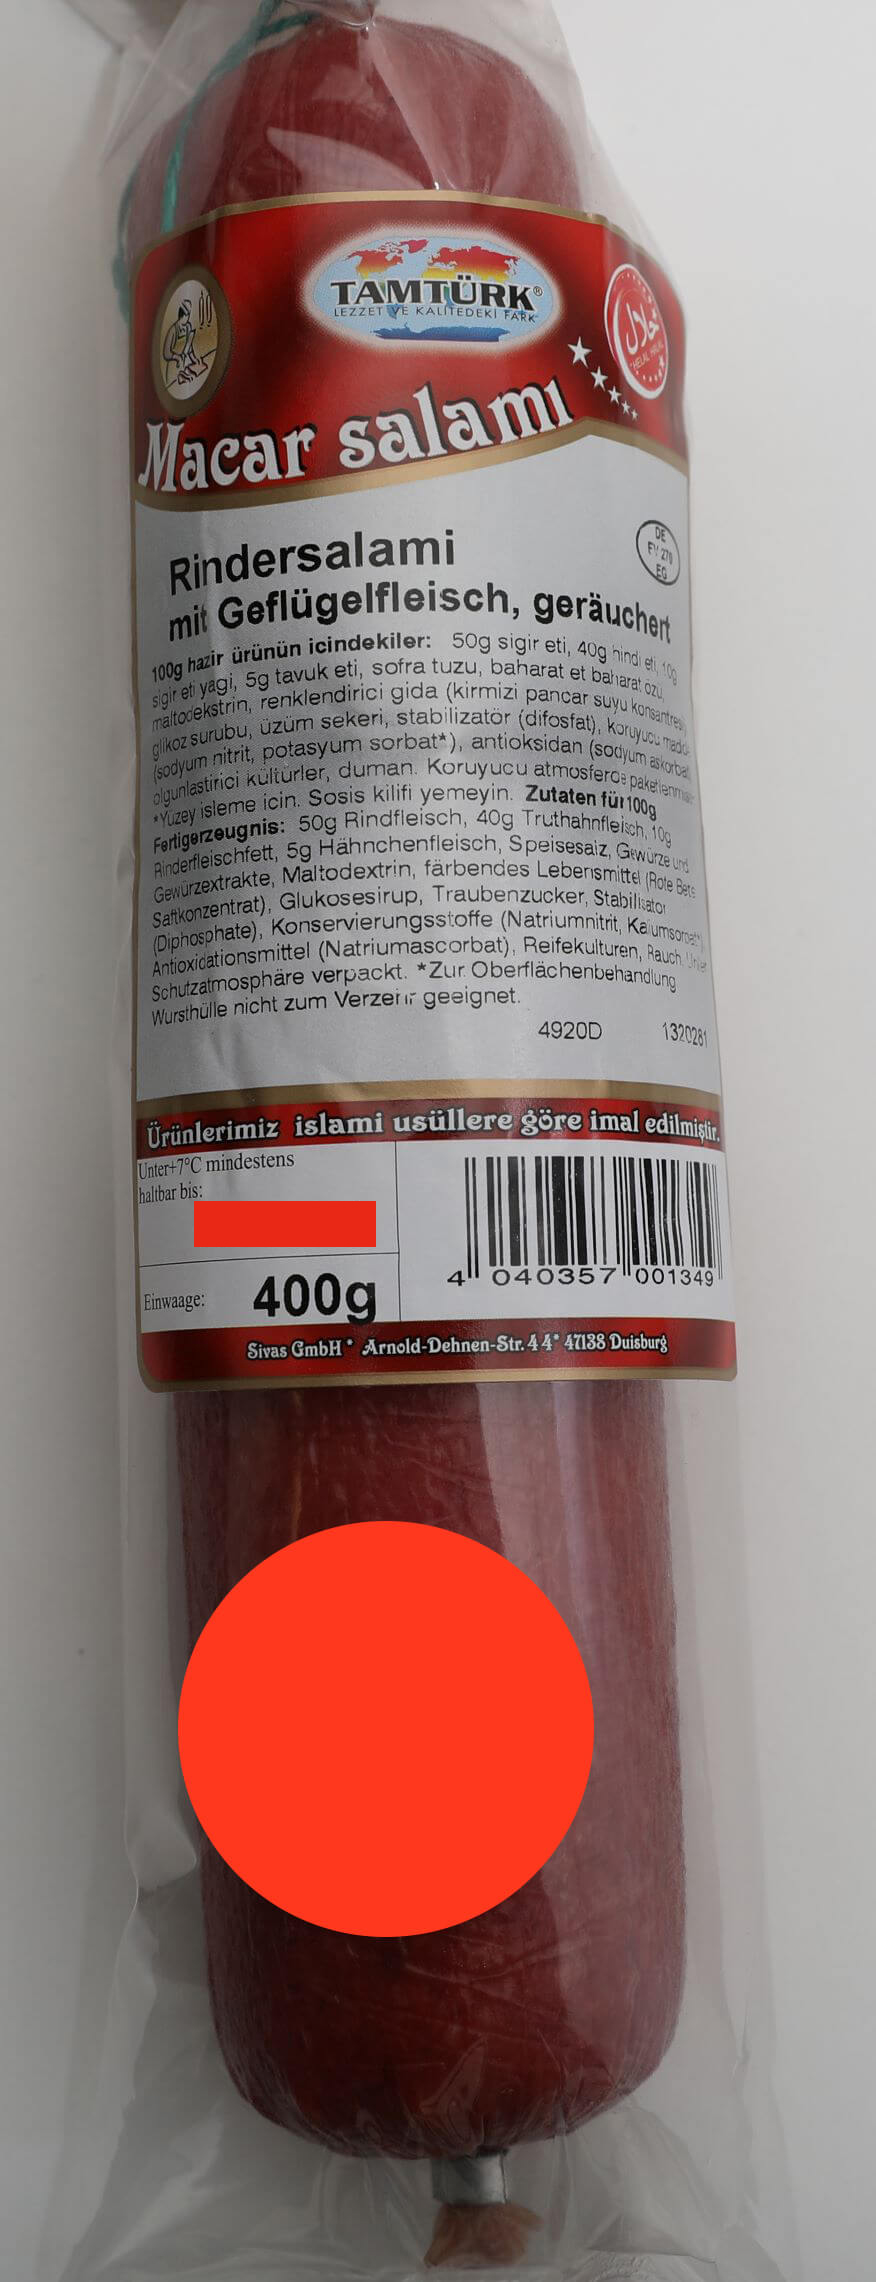 TAMTÜRK®
LEZZET VE KALİTEDEKİ FARK
حلال
HELAL HALAL
Macar salamı
DE
EV 270
EG
Rindersalami
mit Geflügelfleisch, geräuchert
100g hazir ürünün icindekiler: 50g sigir eti, 40g hindi eti, 10g
sigir eti yagi, 5g tavuk eti, sofra tuzu, baharat et baharat özü,
maltodekstrin, renklendirici gida (kirmizi pancar suyu konsantresi)
glikoz surubu, üzüm sekeri, stabilizatör (difosfat), koruyucu madde
(sodyum nitrit, potasyum sorbat*), antioksidan (sodyum askorbat)
olgunlastirici kültürler, duman. Koruyucu atmosferde paketlenmistir
*Yüzey isleme icin. Sosis kilifi yemeyin. Zutaten für 100g
Fertigerzeugnis: 50g Rindfleisch, 40g Truthahnfleisch, 10g
Rinderfleischfett, 5g Hähnchenfleisch, Speisesalz, Gewürze und
Gewürzextrakte, Maltodextrin, färbendes Lebensmittel (Rote Bete
Saftkonzentrat), Glukosesirup, Traubenzucker, Stabilisator
(Diphosphate), Konservierungsstoffe (Natriumnitrit, Kaliumsorbat*),
Antioxidationsmittel (Natriumascorbat), Reifekulturen, Rauch. Unter
Schutzatmosphäre verpackt. *Zur Oberflächenbehandlung
Wursthülle nicht zum Verzehr geeignet.
4920D 1320281
Ürünlerimiz islami usüllere göre imal edilmiştir.
Unter+7°C mindestens
haltbar bis:
Einwaage: 400g
4 040357 001349
Sivas GmbH * Arnold-Dehnen-Str. 44 * 47138 Duisburg